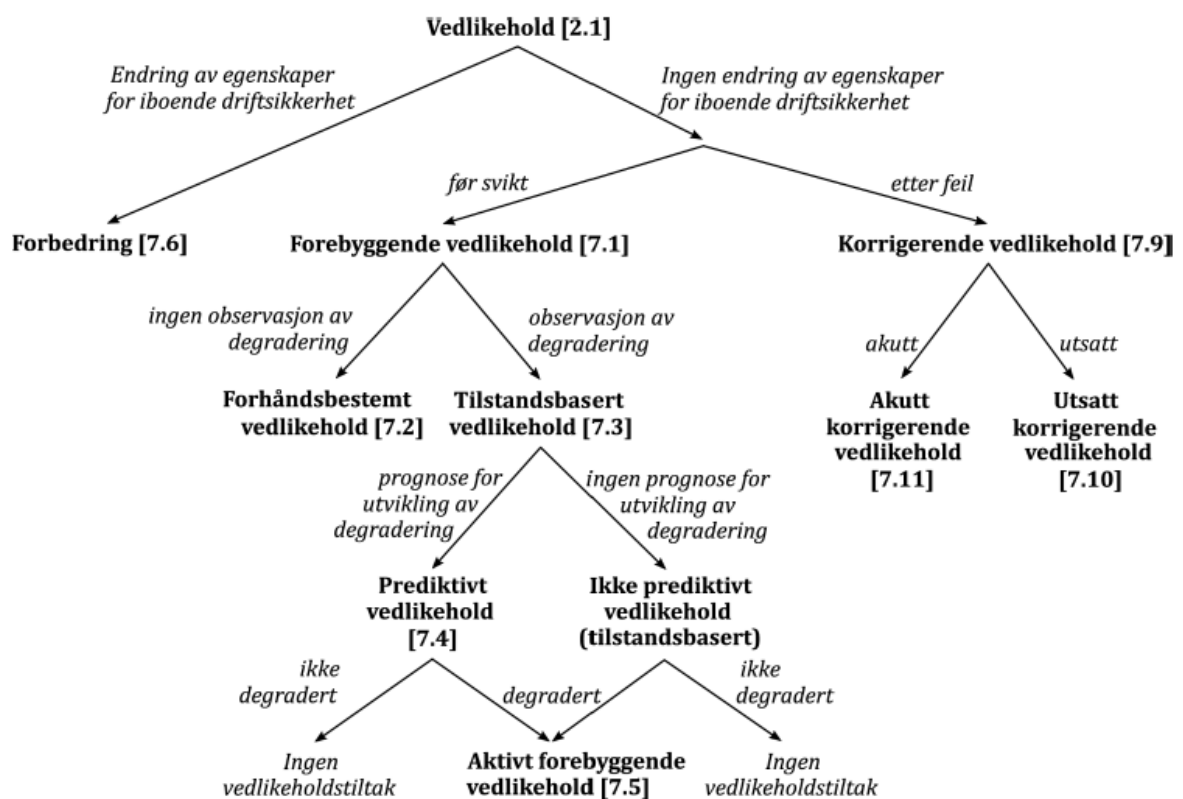 Vedlikehold [2.1]
Endring av egenskaper
for iboende driftsikkerhet
Ingen endring av egenskaper
for iboende driftsikkerhet
før svikt
etter feil
Forbedring [7.6]
Forebyggende vedlikehold [7.1]
Korrigerende vedlikehold [7.9]
ingen observasjon av
degradering
observasjon av
degradering
akutt
utsatt
Forhåndsbestemt
vedlikehold [7.2]
Tilstandsbasert
vedlikehold [7.3]
Akutt
korrigerende
vedlikehold
[7.11]
Utsatt
korrigerende
vedlikehold
[7.10]
prognose for
utvikling av
degradering
ingen prognose for
utvikling av
degradering
Prediktivt
vedlikehold
[7.4]
Ikke prediktivt
vedlikehold
(tilstandsbasert)
ikke
degradert
degradert
ikke
degradert
Ingen
vedlikeholdstiltak
Aktivt forebyggende
vedlikehold [7.5]
Ingen
vedlikeholdstiltak